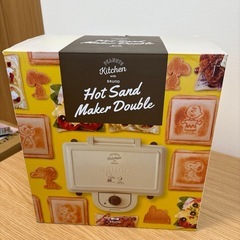 PEANUTS
Kitchen
with
BRUNO
Hot Sand
Maker Double